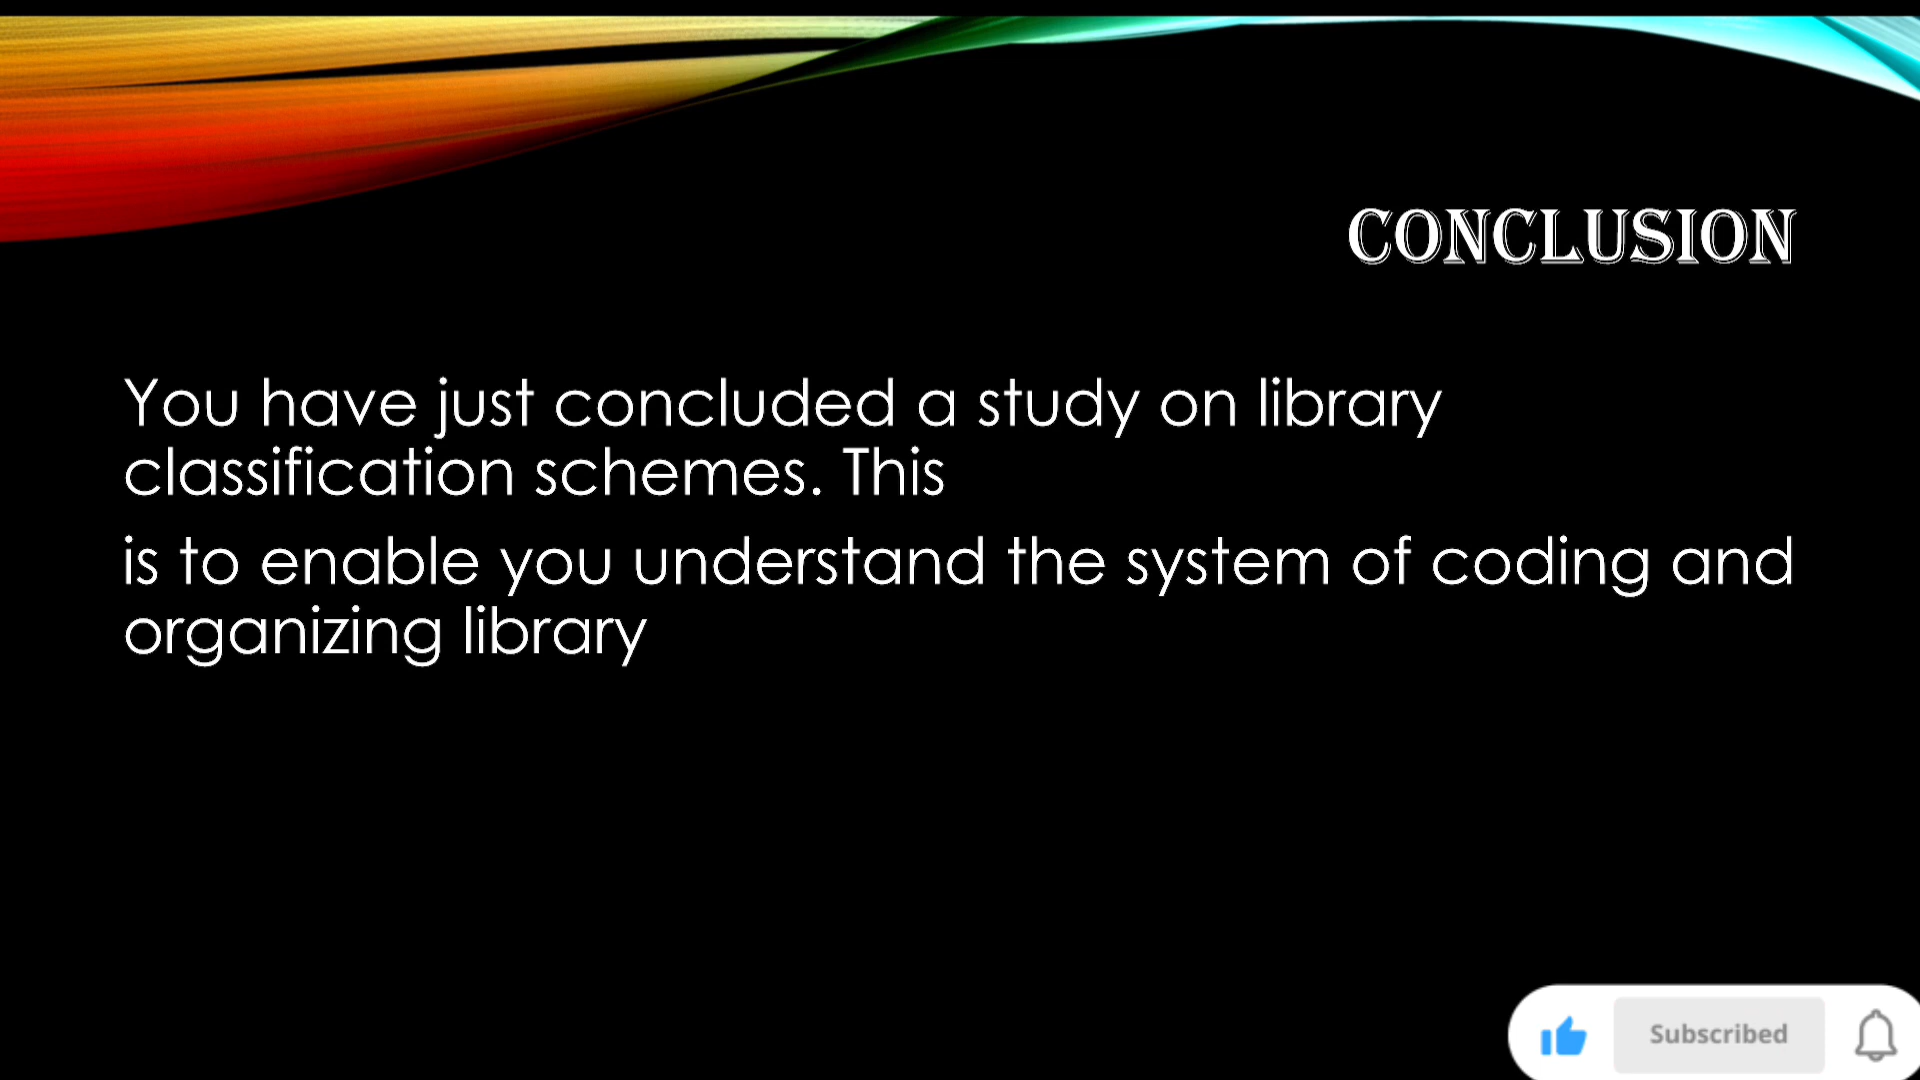 CONCLUSION
You have just concluded a study on library
classification schemes. This
is to enable you understand the system of coding and
organizing library
Subscribed